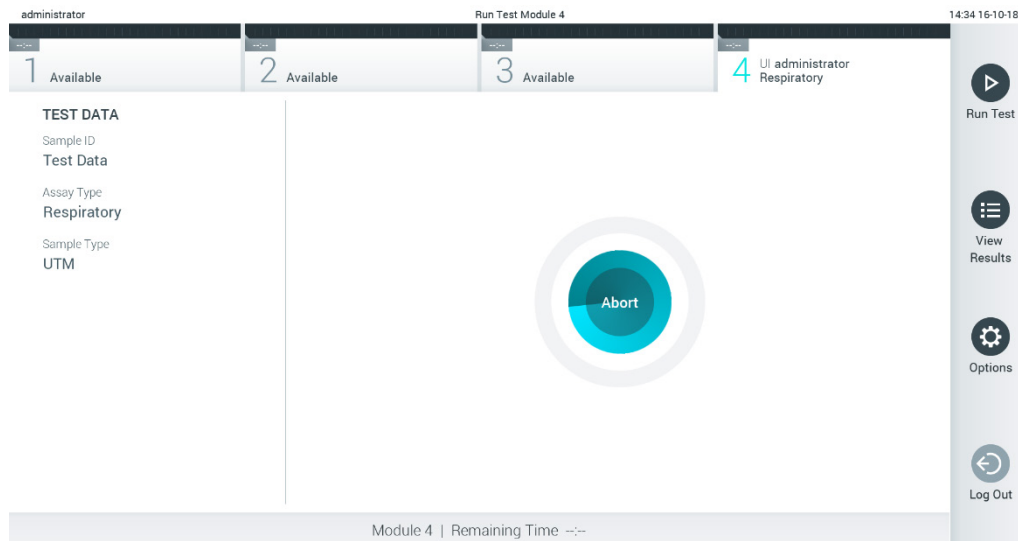 administrator
Run Test Module 4
14:34 16-10-18
--:--
1 Available
--:--
2 Available
--:--
3 Available
--:--
4 UI administrator
Respiratory
TEST DATA
Sample ID
Test Data
Assay Type
Respiratory
Sample Type
UTM
Abort
Run Test
View
Results
Options
Log Out
Module 4 | Remaining Time --:--